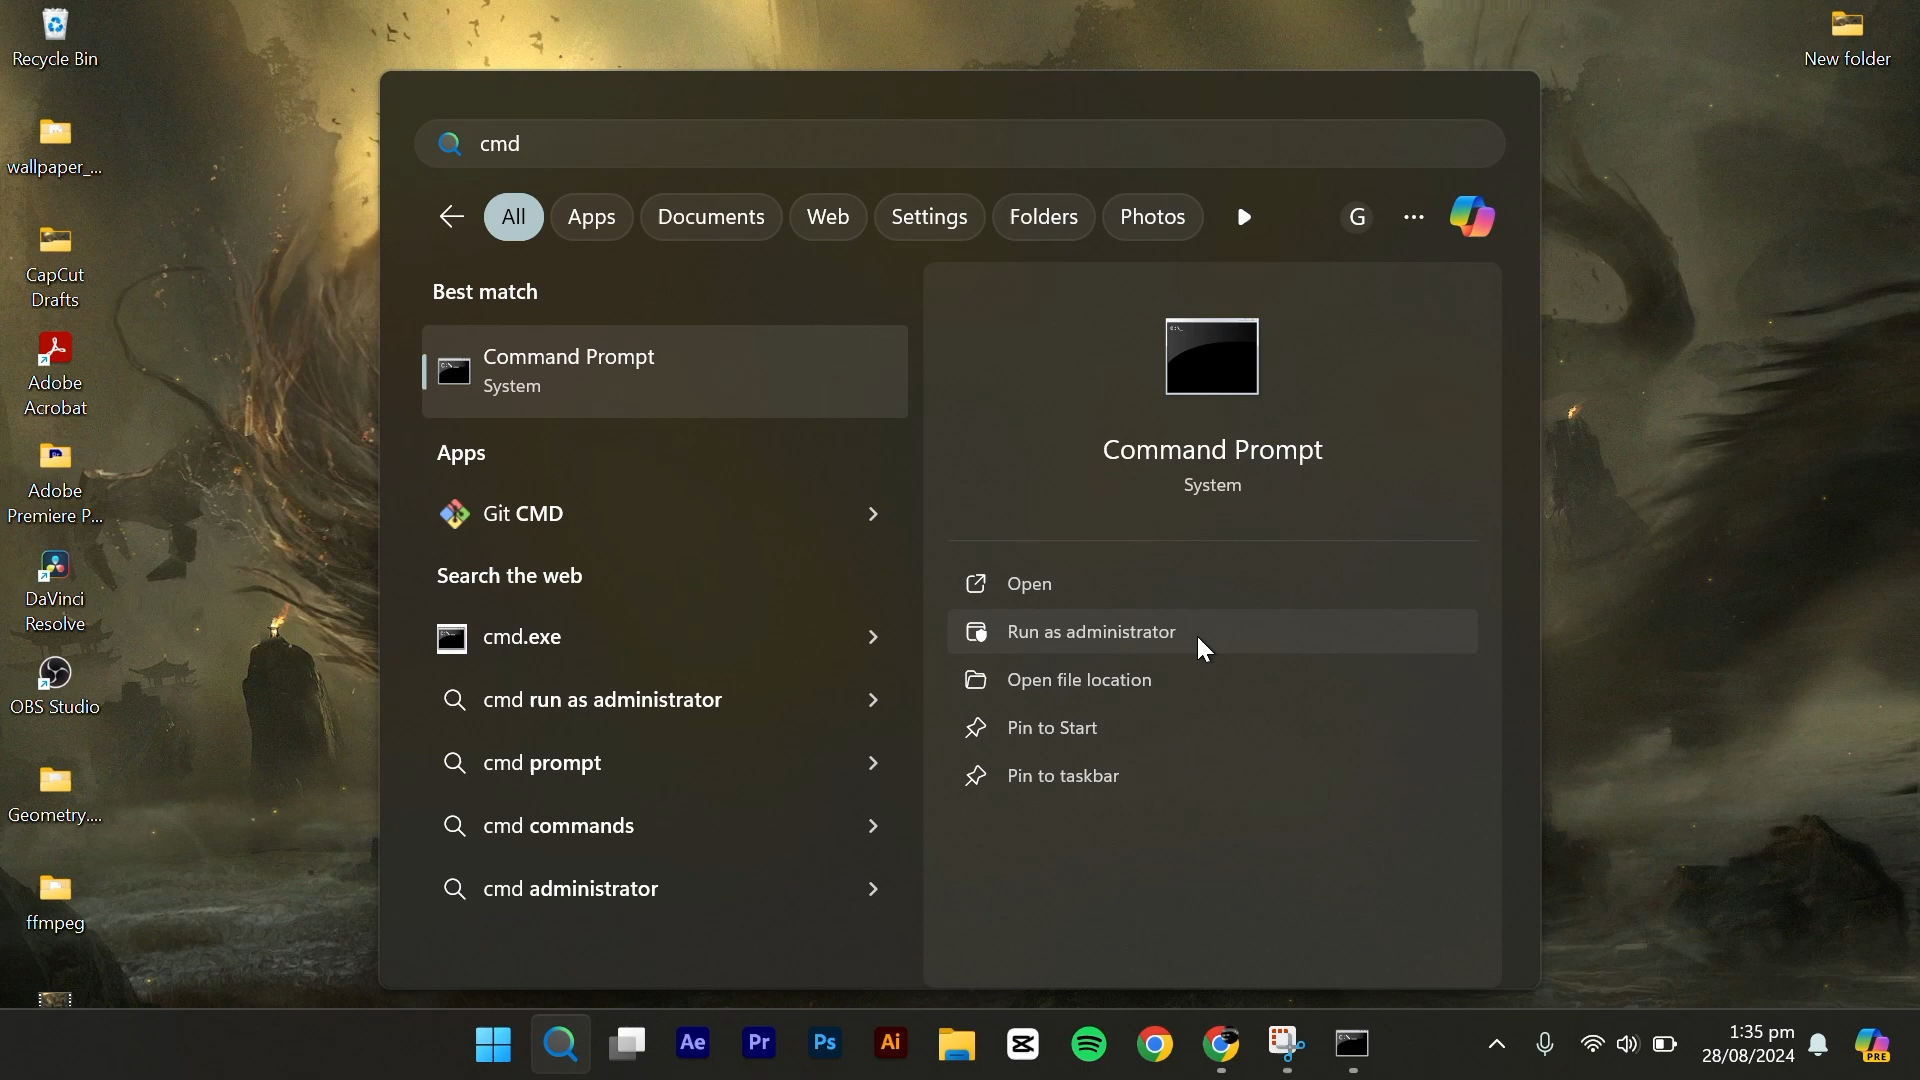 Recycle Bin
wallpaper_...
CapCut
Drafts
Adobe
Acrobat
Adobe
Premiere P...
DaVinci
Resolve
OBS Studio
Geometry....
ffmpeg
New folder
cmd
All
Apps
Documents
Web
Settings
Folders
Photos
G
Best match
Command Prompt
System
Apps
Git CMD
Search the web
cmd.exe
cmd run as administrator
cmd prompt
cmd commands
cmd administrator
Command Prompt
System
Open
Run as administrator
Open file location
Pin to Start
Pin to taskbar
Ae
Pr
Ps
Ai
1:35 pm
28/08/2024
PRE